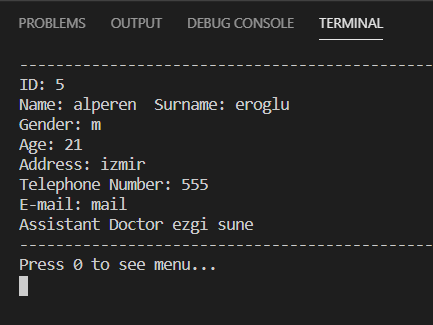 PROBLEMS OUTPUT DEBUG CONSOLE TERMINAL
------------------------------------------
ID: 5
Name: alperen  Surname: eroglu
Gender: m
Age: 21
Address: izmir
Telephone Number: 555
E-mail: mail
Assistant Doctor ezgi sune
------------------------------------------
Press 0 to see menu...